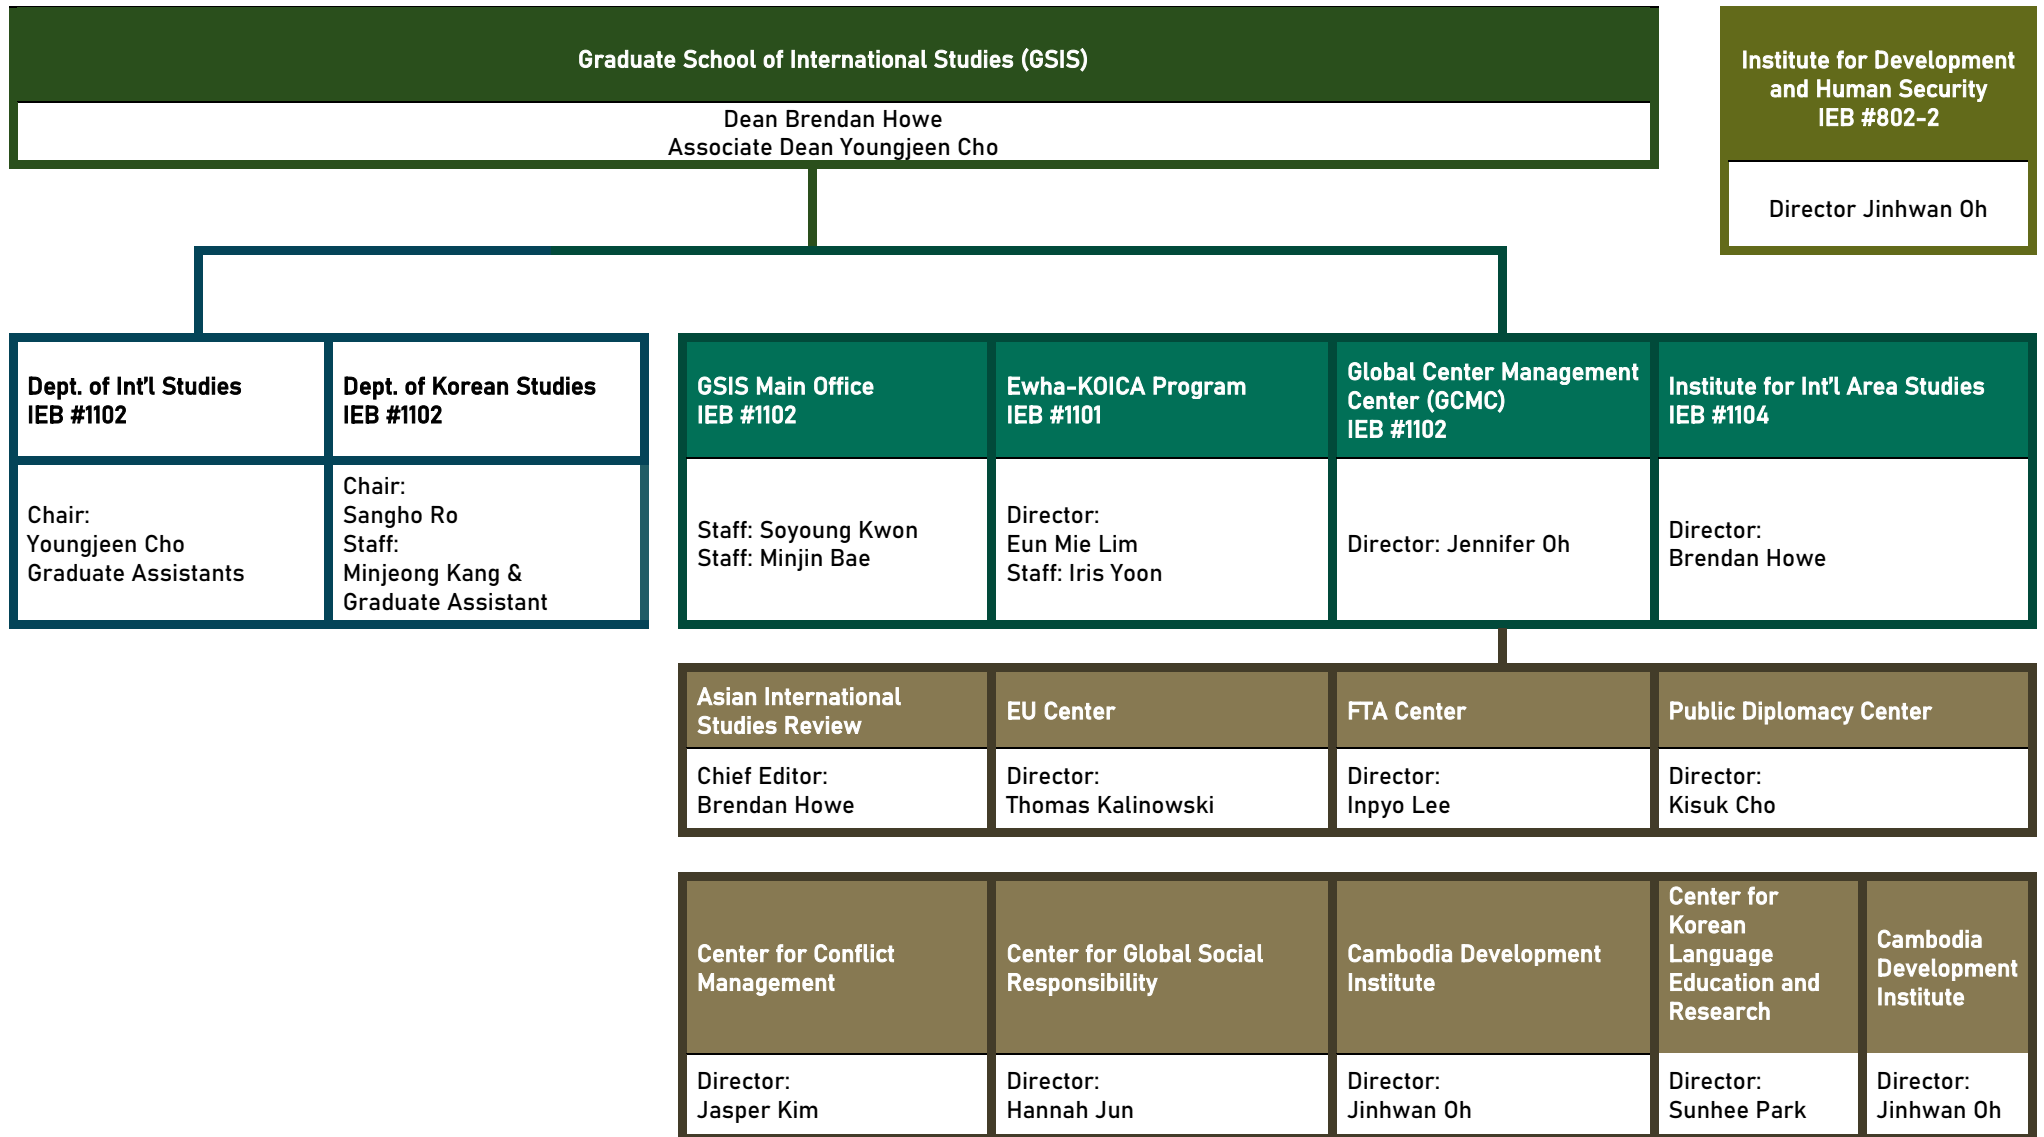 Graduate School of International Studies (GSIS)
Dean Brendan Howe
Associate Dean Youngjeen Cho
Institute for Development
and Human Security
IEB #802-2
Director Jinhwan Oh
Dept. of Int'l Studies
IEB #1102
Chair:
Youngjeen Cho
Graduate Assistants
Dept. of Korean Studies
IEB #1102
Chair:
Sangho Ro
Staff:
Minjeong Kang &
Graduate Assistant
GSIS Main Office
IEB #1102
Staff: Soyoung Kwon
Staff: Minjin Bae
Ewha-KOICA Program
IEB #1101
Director:
Eun Mie Lim
Staff: Iris Yoon
Global Center Management
Center (GCMC)
IEB #1102
Director: Jennifer Oh
Institute for Int'l Area Studies
IEB #1104
Director:
Brendan Howe
Asian International
Studies Review
Chief Editor:
Brendan Howe
EU Center
Director:
Thomas Kalinowski
FTA Center
Director:
Inpyo Lee
Public Diplomacy Center
Director:
Kisuk Cho
Center for Conflict
Management
Director:
Jasper Kim
Center for Global Social
Responsibility
Director:
Hannah Jun
Cambodia Development
Institute
Director:
Jinhwan Oh
Center for
Korean
Language
Education and
Research
Director:
Sunhee Park
Cambodia
Development
Institute
Director:
Jinhwan Oh